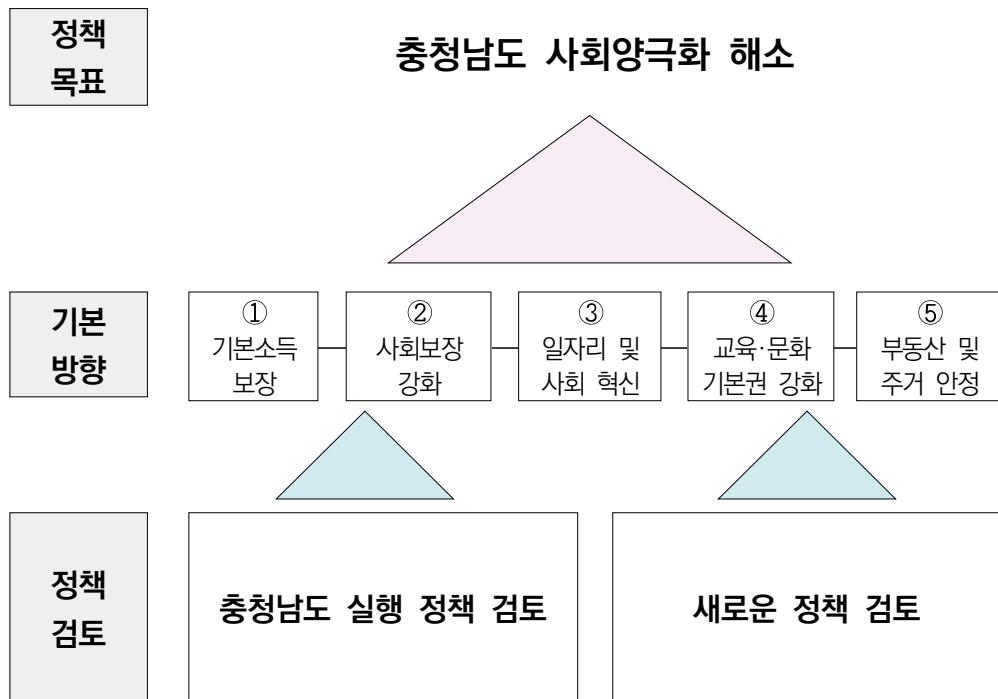 정책
목표
충청남도 사회양극화 해소
기본
방향
①
기본소득
보장
②
사회보장
강화
③
일자리 및
사회 혁신
④
교육·문화
기본권 강화
⑤
부동산 및
주거 안정
정책
검토
충청남도 실행 정책 검토
새로운 정책 검토